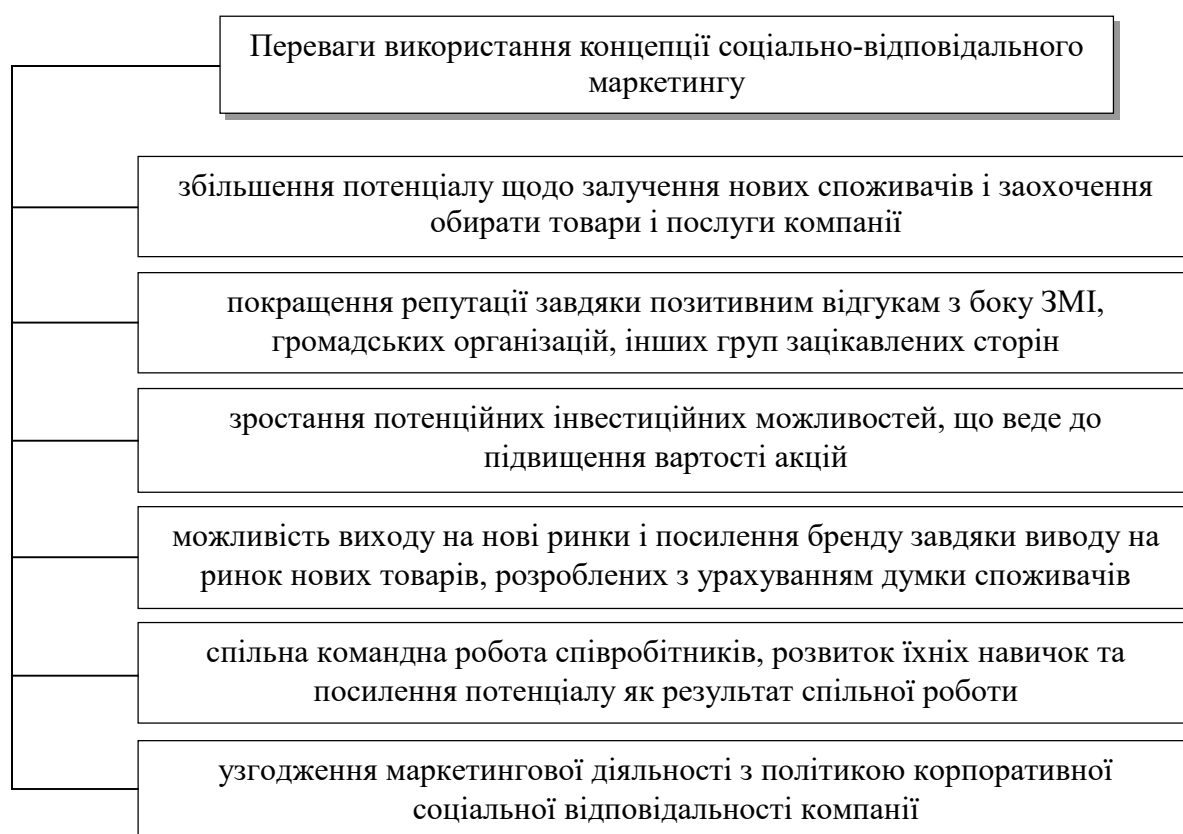 Переваги використання концепції соціально-відповідального
маркетингу
збільшення потенціалу щодо залучення нових споживачів і заохочення
обирати товари і послуги компанії
покращення репутації завдяки позитивним відгукам з боку ЗМІ,
громадських організацій, інших груп зацікавлених сторін
зростання потенційних інвестиційних можливостей, що веде до
підвищення вартості акцій
можливість виходу на нові ринки і посилення бренду завдяки виводу на
ринок нових товарів, розроблених з урахуванням думки споживачів
спільна командна робота співробітників, розвиток їхніх навичок та
посилення потенціалу як результат спільної роботи
узгодження маркетингової діяльності з політикою корпоративної
соціальної відповідальності компанії